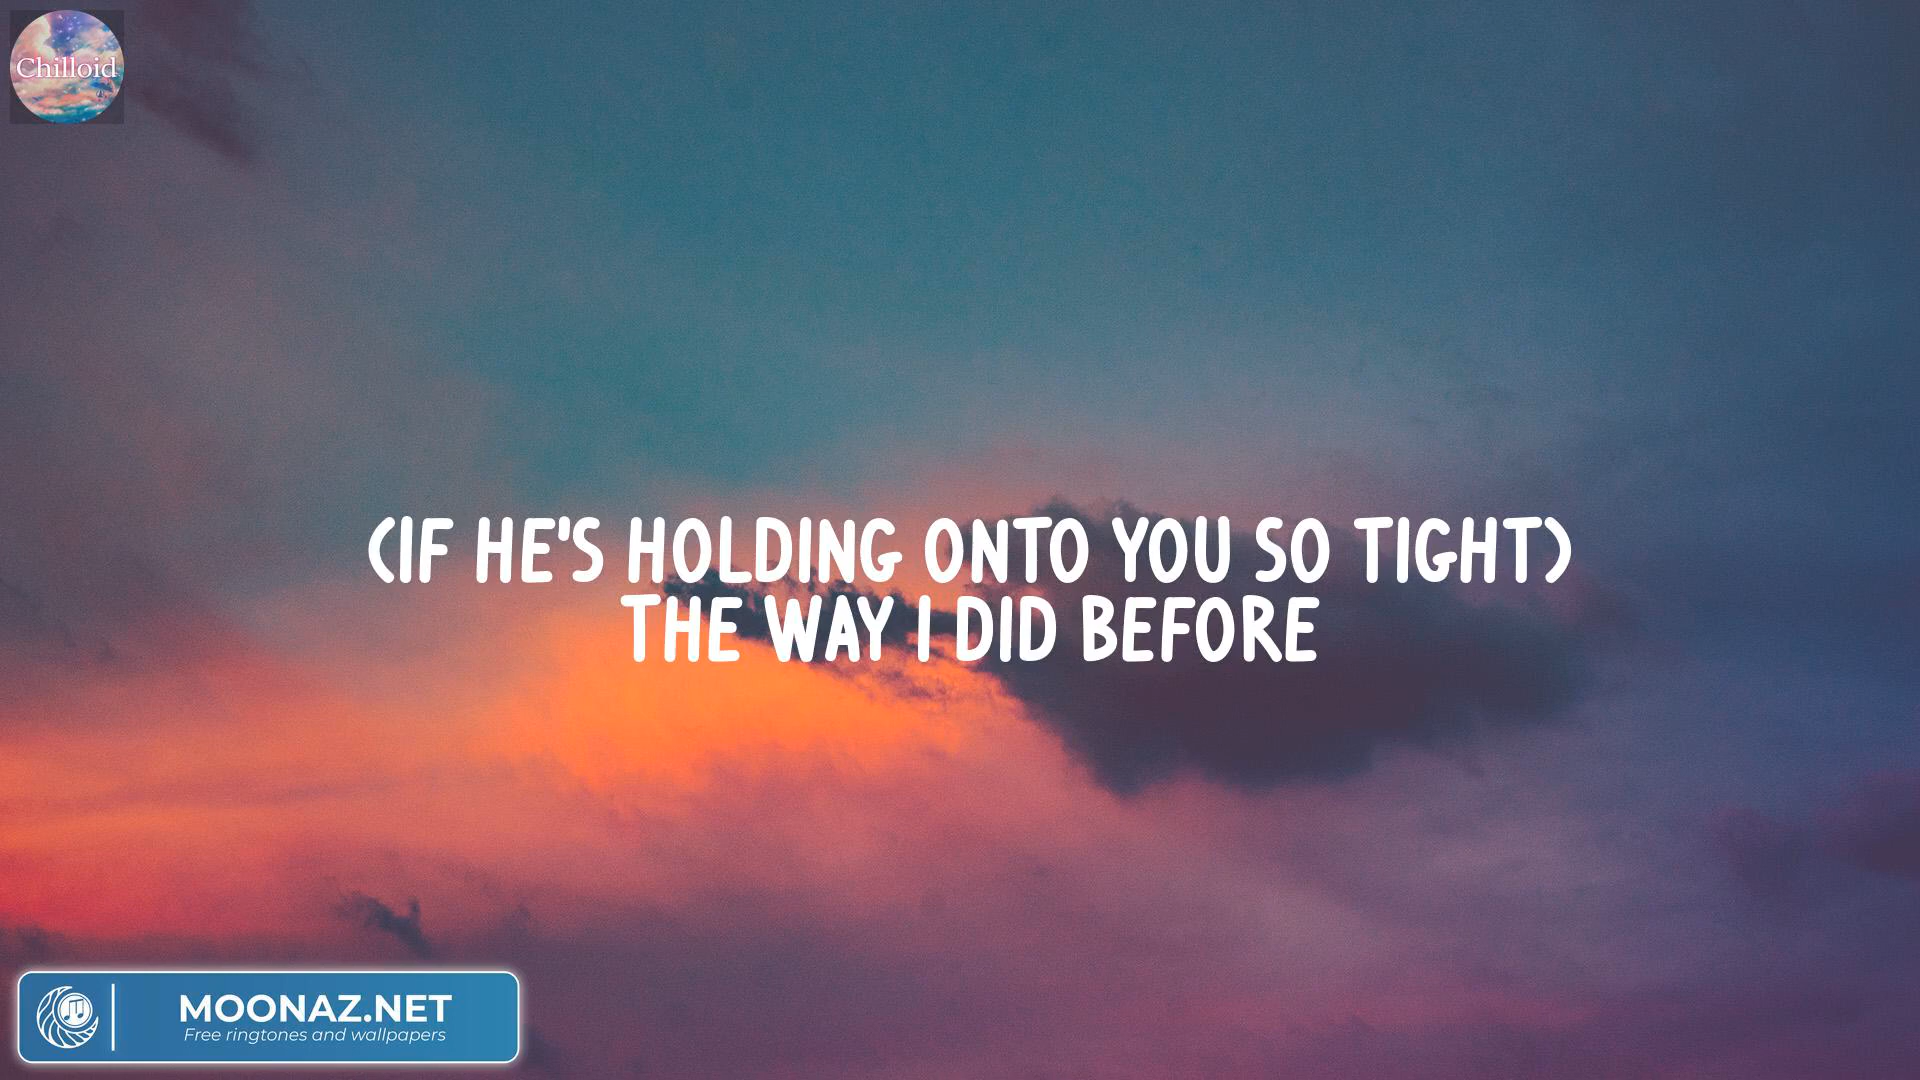 Chilloid
(IF HE'S HOLDING ONTO YOU SO TIGHT)
THE WAY I DID BEFORE
MOONAZ.NET
Free ringtones and wallpapers